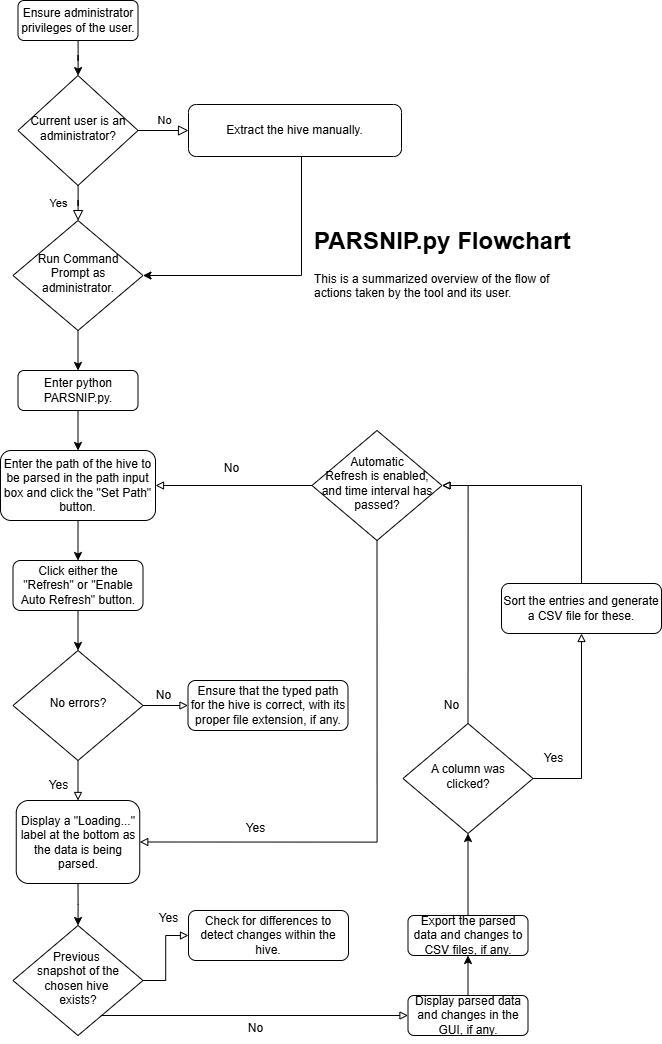 Ensure administrator
privileges of the user.
Current user is an
administrator?
No
Extract the hive manually.
Yes
Run Command
Prompt as
administrator.
PARSNIP.py Flowchart
This is a summarized overview of the flow of
actions taken by the tool and its user.
Enter python
PARSNIP.py.
Enter the path of the hive to
be parsed in the path input
box and click the "Set Path"
button.
No
Automatic
Refresh is enabled,
and time interval has
passed?
Click either the
"Refresh" or "Enable
Auto Refresh" button.
Sort the entries and generate
a CSV file for these.
No errors?
No
Ensure that the typed path
for the hive is correct, with its
proper file extension, if any.
No
Yes
A column was
clicked?
Yes
Display a "Loading..."
label at the bottom as
the data is being
parsed.
Yes
Previous
snapshot of the
chosen hive
exists?
Yes
Check for differences to
detect changes within the
hive.
Export the parsed
data and changes to
CSV files, if any.
No
Display parsed data
and changes in the
GUI, if any.